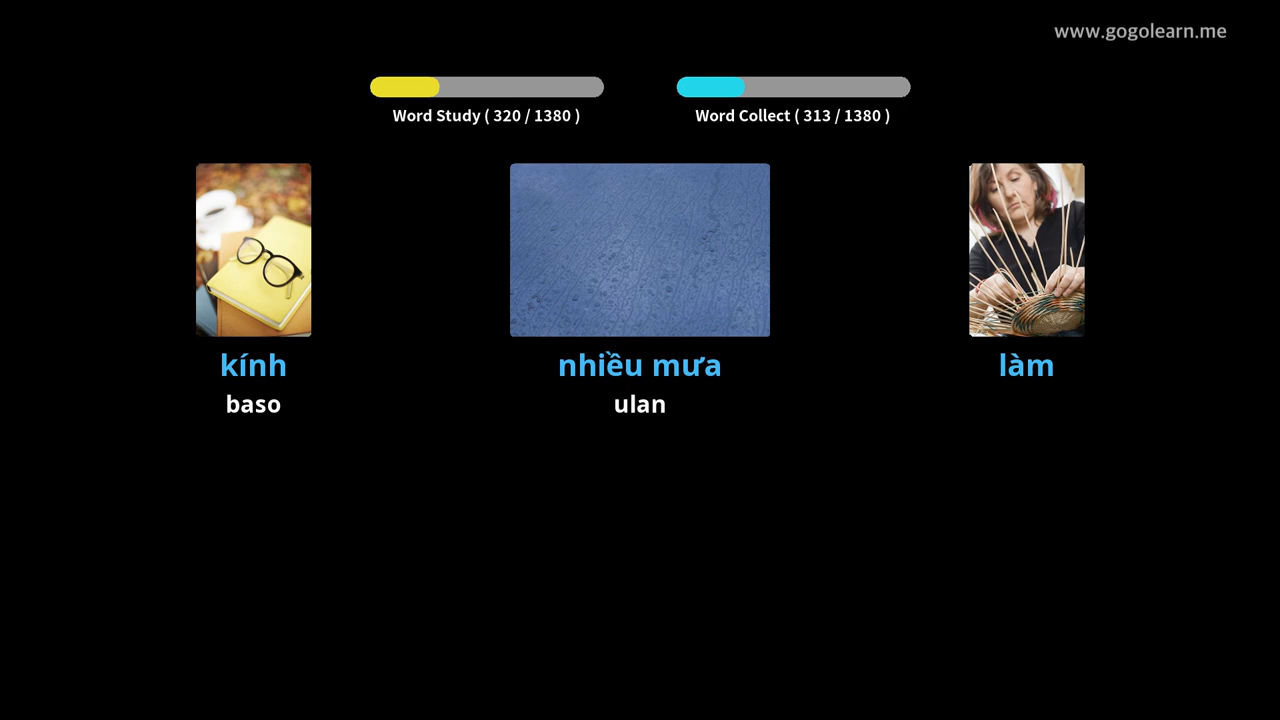 www.gogolearn.me
Word Study ( 320 / 1380 )
Word Collect ( 313 / 1380 )
kính
nhiều mưa
làm
baso
ulan